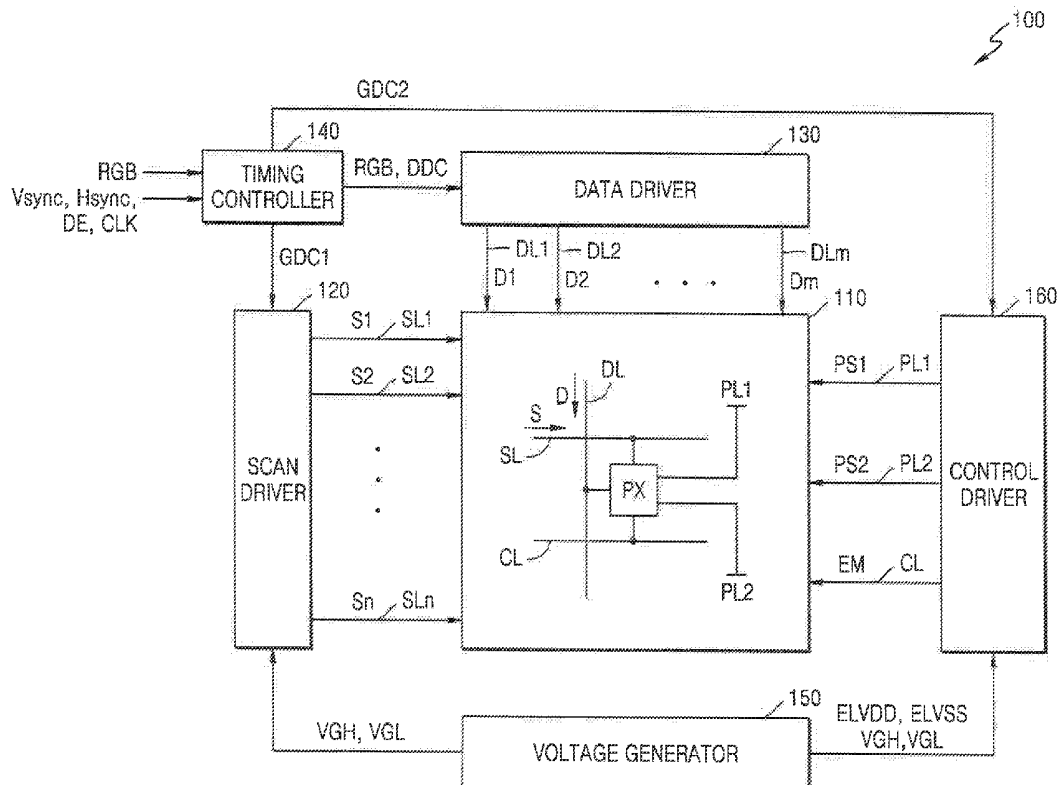 100
GDC2
140
130
RGB
TIMING
CONTROLLER
RGB, DDC
DATA DRIVER
Vsync, Hsync,
DE, CLK
GDC1
DL1
DL2
DLm
D1
D2
Dm
120
110
160
S1
SL1
S2
SL2
SCAN
DRIVER
Sn
SLn
DL
D
S
SL
PX
CL
PL1
PL2
PS1
PL1
PS2
PL2
EM
CL
CONTROL
DRIVER
150
VGH, VGL
VOLTAGE GENERATOR
ELVDD, ELVSS
VGH,VGL